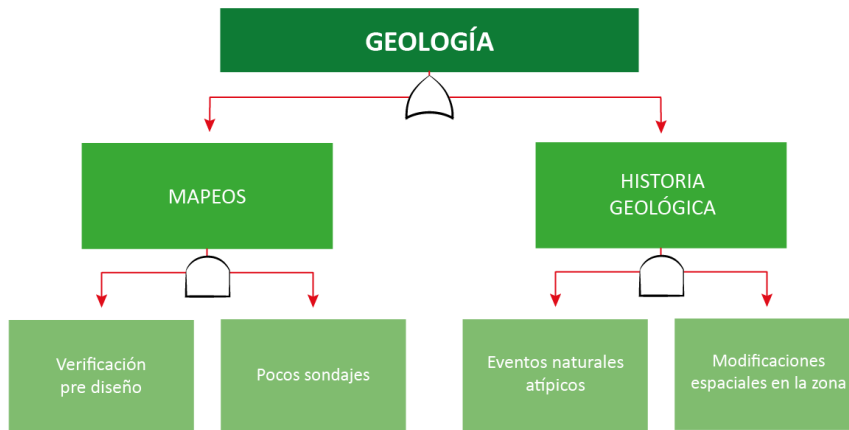 GEOLOGÍA
MAPEOS
HISTORIA
GEOLÓGICA
Verificación
pre diseño
Pocos sondajes
Eventos naturales
atípicos
Modificaciones
espaciales en la zona